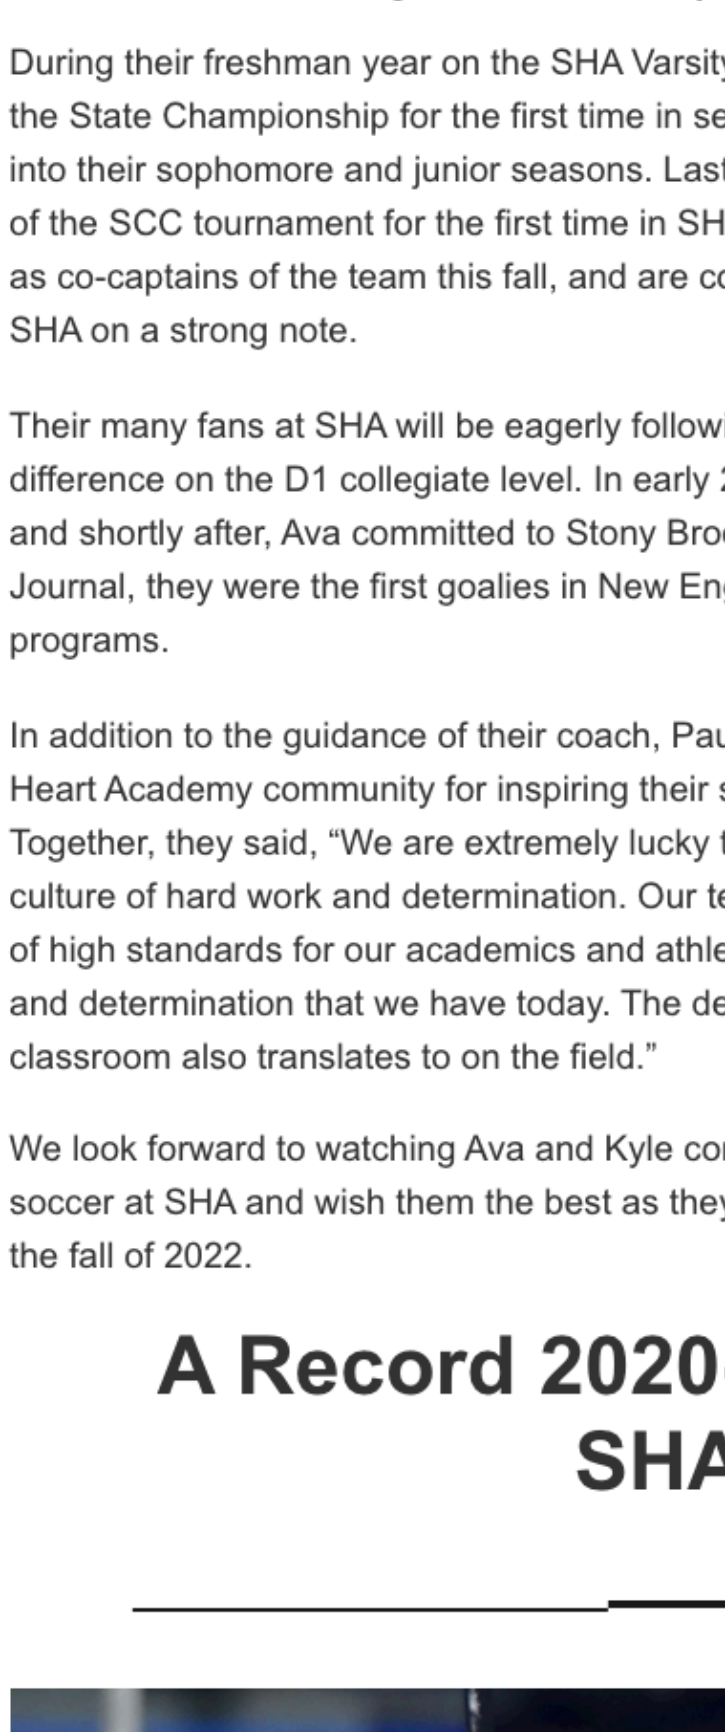 During their freshman year on the SHA Varsity
the State Championship for the first time in se
into their sophomore and junior seasons. Last
of the SCC tournament for the first time in SH
as co-captains of the team this fall, and are co
SHA on a strong note.
Their many fans at SHA will be eagerly followi
difference on the D1 collegiate level. In early 2
and shortly after, Ava committed to Stony Broo
Journal, they were the first goalies in New Eng
programs.
In addition to the guidance of their coach, Pau
Heart Academy community for inspiring their s
Together, they said, “We are extremely lucky t
culture of hard work and determination. Our te
of high standards for our academics and athle
and determination that we have today. The de
classroom also translates to on the field.”
We look forward to watching Ava and Kyle con
soccer at SHA and wish them the best as they
the fall of 2022.
A Record 2020
SHA